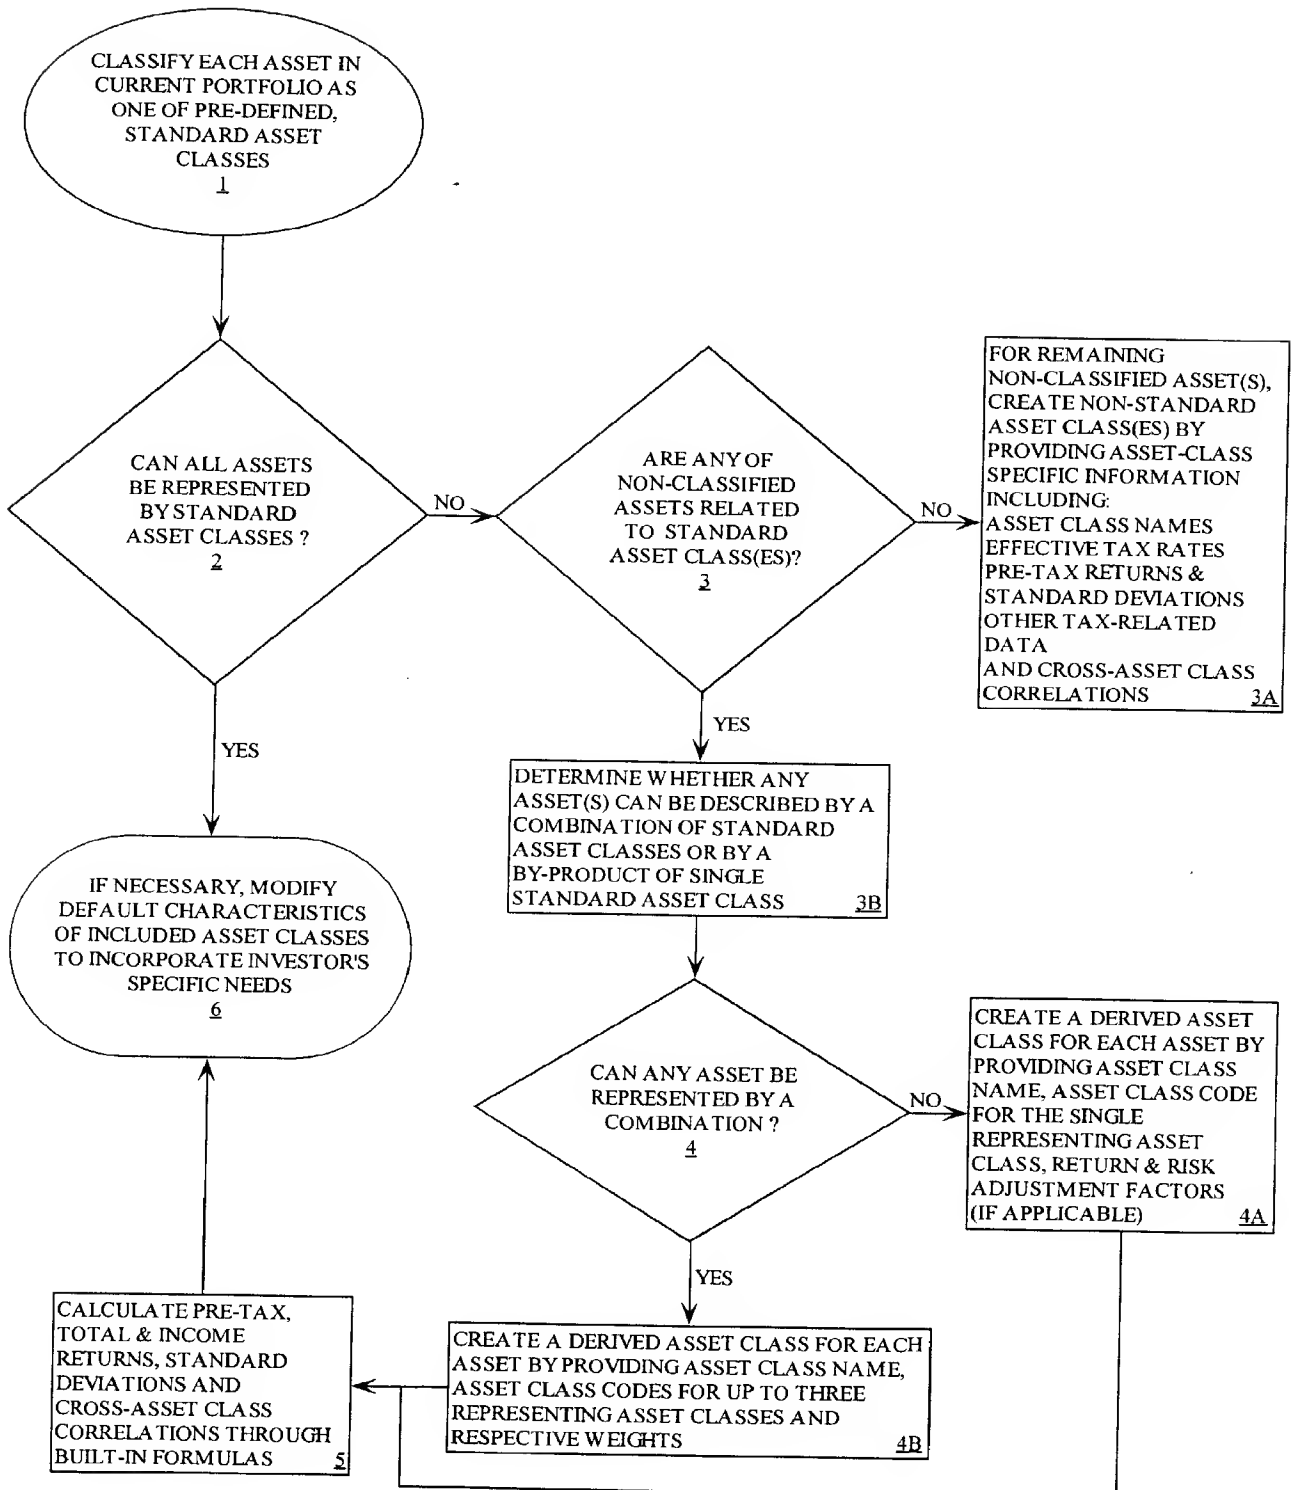 CLASSIFY EACH ASSET IN
CURRENT PORTFOLIO AS
ONE OF PRE-DEFINED,
STANDARD ASSET
CLASSES
1
CAN ALL ASSETS
BE REPRESENTED
BY STANDARD
ASSET CLASSES ?
2
NO
ARE ANY OF
NON-CLASSIFIED
ASSETS RELATED
TO STANDARD
ASSET CLASS(ES)?
3
NO
FOR REMAINING
NON-CLASSIFIED ASSET(S),
CREATE NON-STANDARD
ASSET CLASS(ES) BY
PROVIDING ASSET-CLASS
SPECIFIC INFORMATION
INCLUDING:
ASSET CLASS NAMES
EFFECTIVE TAX RATES
PRE-TAX RETURNS &
STANDARD DEVIATIONS
OTHER TAX-RELATED
DATA
AND CROSS-ASSET CLASS
CORRELATIONS 3A
YES
YES
DETERMINE WHETHER ANY
ASSET(S) CAN BE DESCRIBED BY A
COMBINATION OF STANDARD
ASSET CLASSES OR BY A
BY-PRODUCT OF SINGLE
STANDARD ASSET CLASS 3B
IF NECESSARY, MODIFY
DEFAULT CHARACTERISTICS
OF INCLUDED ASSET CLASSES
TO INCORPORATE INVESTOR'S
SPECIFIC NEEDS
6
CAN ANY ASSET BE
REPRESENTED BY A
COMBINATION ?
4
NO
CREATE A DERIVED ASSET
CLASS FOR EACH ASSET BY
PROVIDING ASSET CLASS
NAME, ASSET CLASS CODE
FOR THE SINGLE
REPRESENTING ASSET
CLASS, RETURN & RISK
ADJUSTMENT FACTORS
(IF APPLICABLE) 4A
YES
CREATE A DERIVED ASSET CLASS FOR EACH
ASSET BY PROVIDING ASSET CLASS NAME,
ASSET CLASS CODES FOR UP TO THREE
REPRESENTING ASSET CLASSES AND
RESPECTIVE WEIGHTS 4B
CALCULATE PRE-TAX,
TOTAL & INCOME
RETURNS, STANDARD
DEVIATIONS AND
CROSS-ASSET CLASS
CORRELATIONS THROUGH
BUILT-IN FORMULAS 5